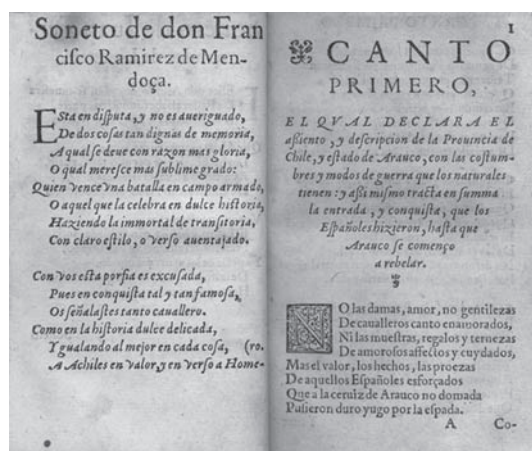 Soneto de don Fran
cisco Ramirez de Men-
doça.
Esta en disputa, y no es aueriguado,
De dos cosas tan dignas de memoria,
A qual se deue con razon mas gloria,
O qual meresce mas sublime grado:
Quien vence vna batalla en campo armado,
O aquel que la celebra en dulce historia,
Haziendo la immortal de transitoria,
Con claro estilo, o verso auentajado.
Con vos esta porfia es excusada,
Pues en conquista tal y tan famosa,
Os señalastes tanto cauallero.
Como en la historia dulce delicada,
Ygualando al mejor en cada cosa, (ro.
A Achiles en valor, y en verso a Home-
1
CANTO
PRIMERO,
EL QVAL DECLARA EL
assiento, y descripcion de la Prouincia de
Chile, y estado de Arauco, con las costum-
bres y modos de guerra que los naturales
tienen: y assi mismo tracta en summa
la entrada, y conquista, que los
Españoles hizieron, hasta que
Arauco se començo
a rebelar.
NO las damas, amor, no gentilezas
De caualleros canto enamorados,
Ni las muestras, regalos y ternezas
De amorosos affectos y cuydados,
Mas el valor, los hechos, las proezas
De aquellos Españoles esforçados
Que a la ceruiz de Arauco no domada
Pusieron duro yugo por la espada.
A Co-